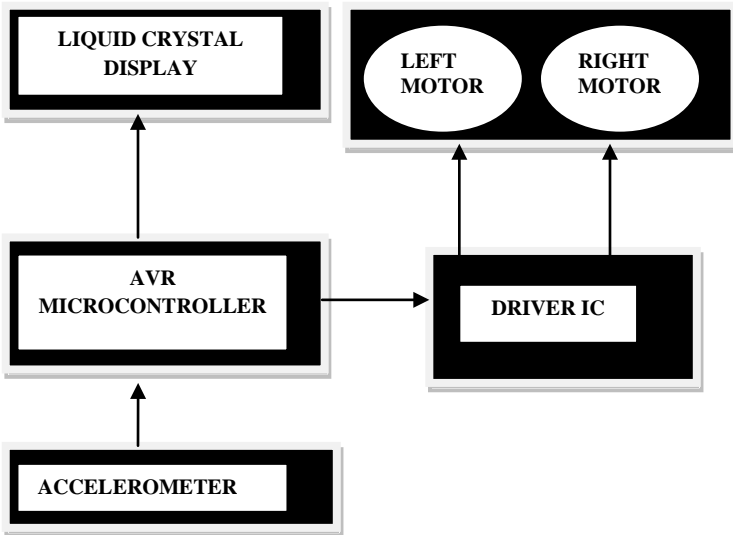 LIQUID CRYSTAL
DISPLAY
LEFT
MOTOR
RIGHT
MOTOR
AVR
MICROCONTROLLER
DRIVER IC
ACCELEROMETER